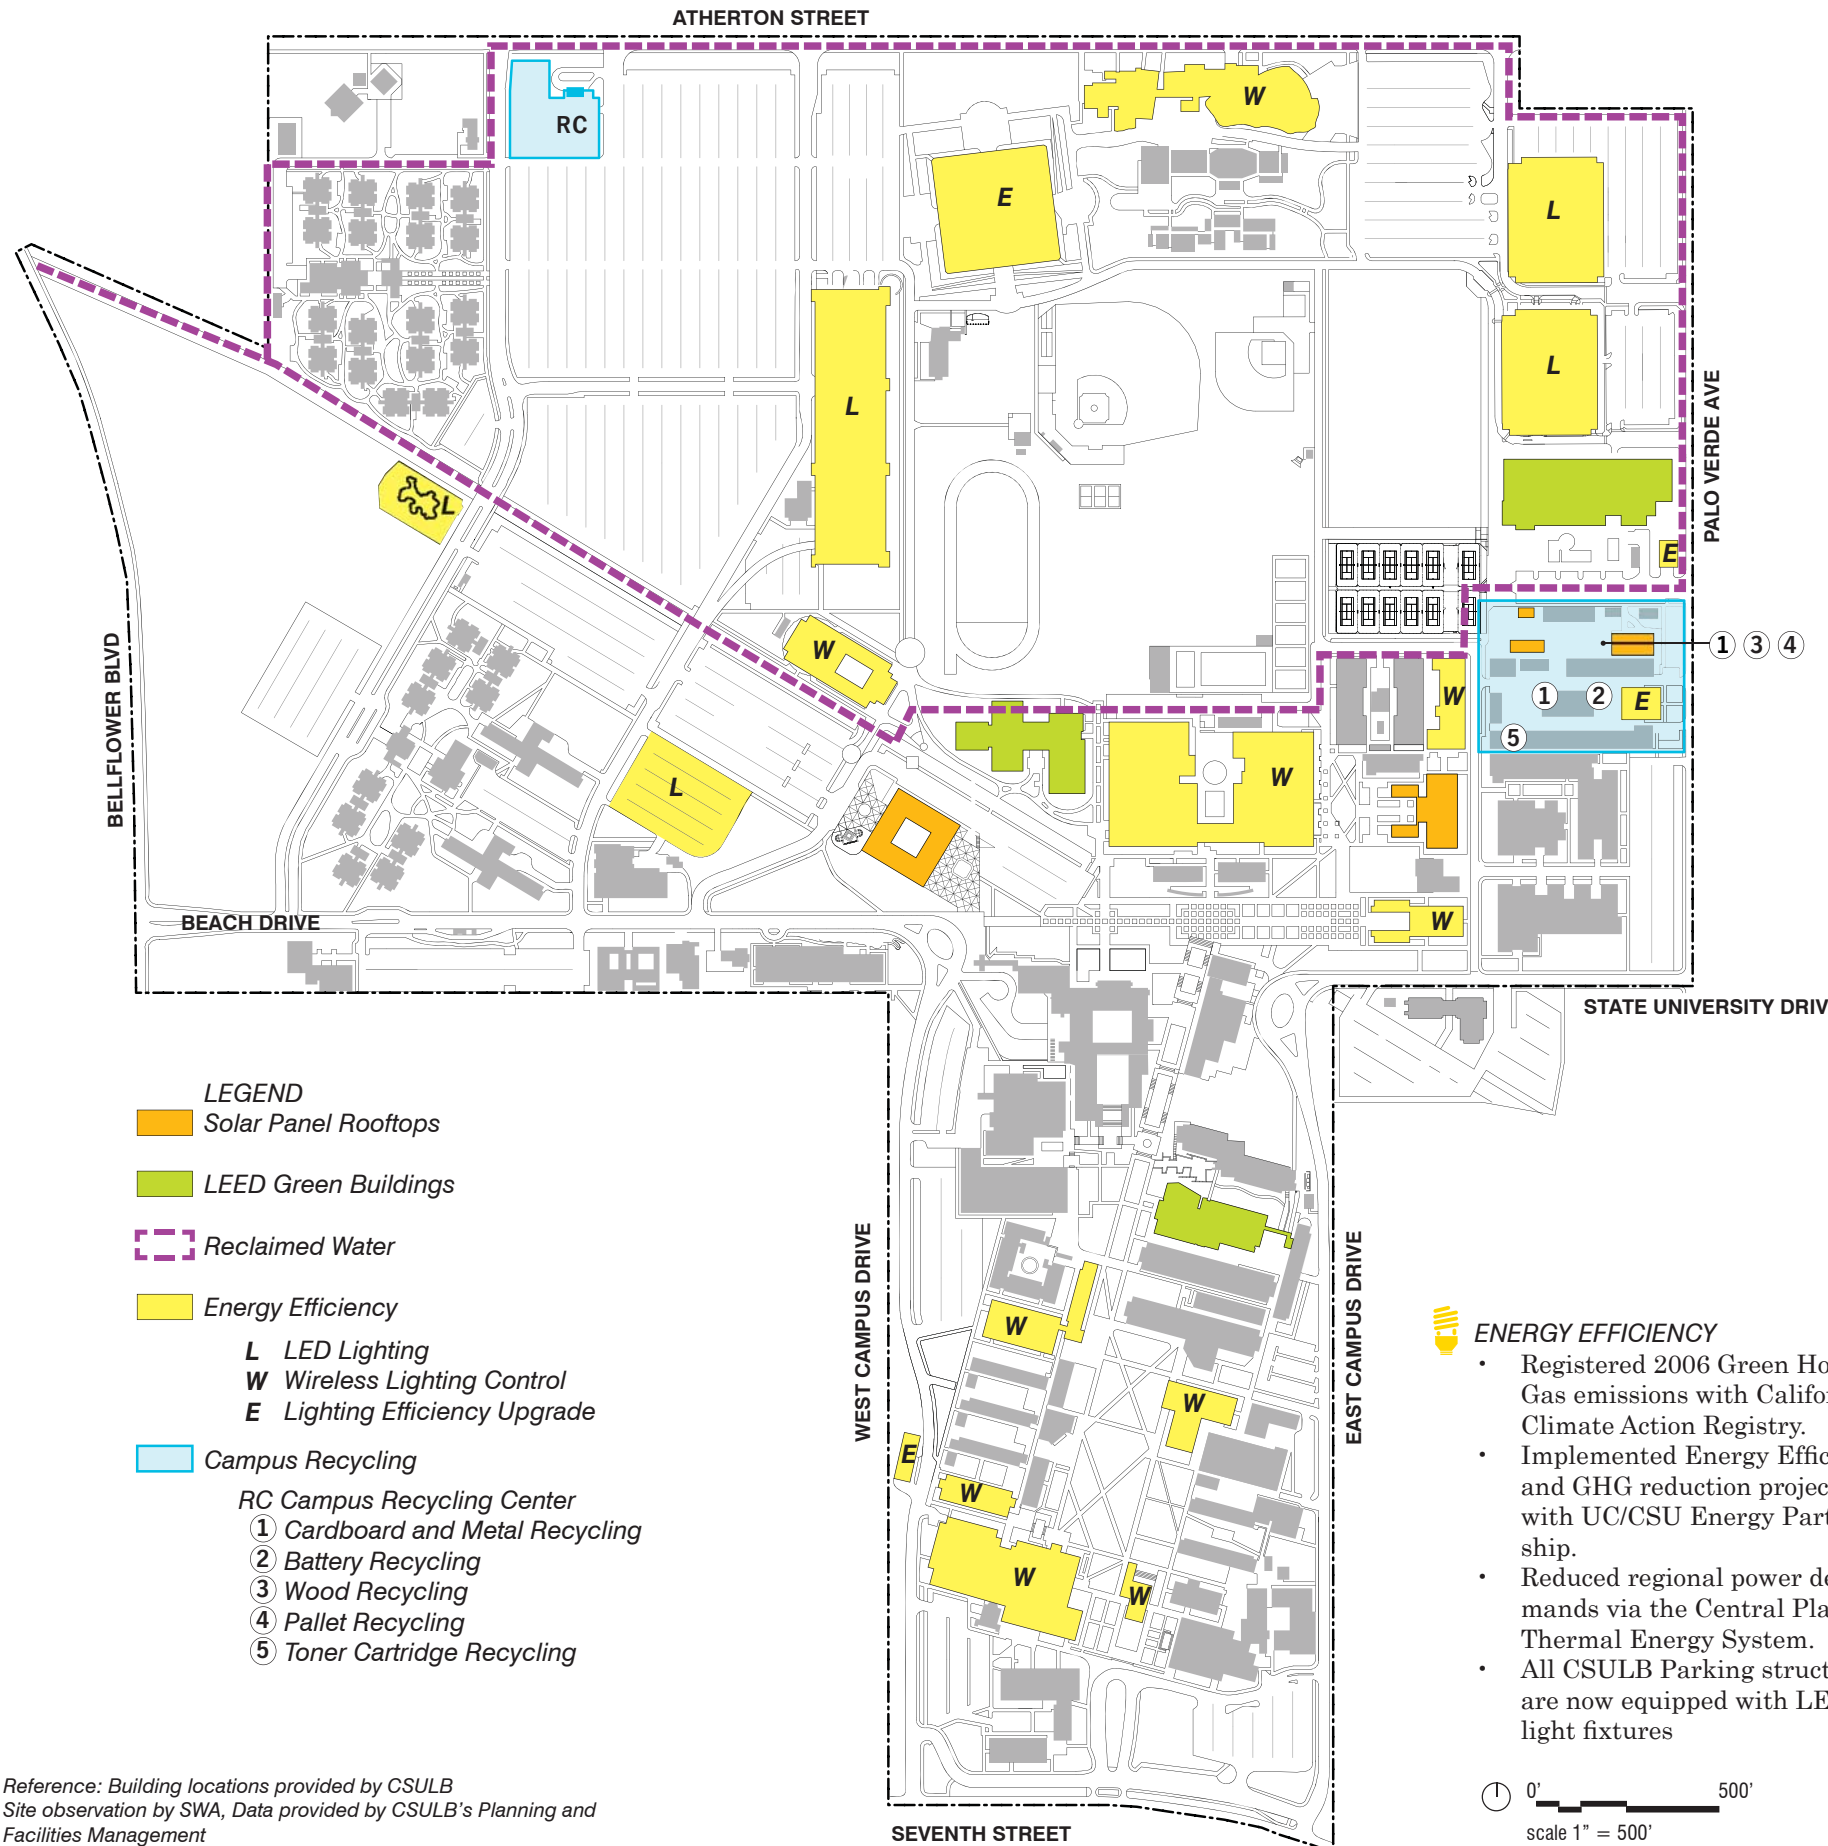 ATHERTON STREET
RC
W
E
L
L
L
L
PALO VERDE AVE
E
BELLFLOWER BLVD
W
1 3 4
W
1
2
E
5
L
W
W
BEACH DRIVE
STATE UNIVERSITY DRIV
LEGEND
Solar Panel Rooftops
LEED Green Buildings
Reclaimed Water
Energy Efficiency
L LED Lighting
W Wireless Lighting Control
E Lighting Efficiency Upgrade
Campus Recycling
RC Campus Recycling Center
1 Cardboard and Metal Recycling
2 Battery Recycling
3 Wood Recycling
4 Pallet Recycling
5 Toner Cartridge Recycling
WEST CAMPUS DRIVE
EAST CAMPUS DRIVE
W
W
E
W
W
W
ENERGY EFFICIENCY
• Registered 2006 Green Ho
Gas emissions with Califor
Climate Action Registry.
• Implemented Energy Effic
and GHG reduction projec
with UC/CSU Energy Part
ship.
• Reduced regional power de
mands via the Central Pla
Thermal Energy System.
• All CSULB Parking struct
are now equipped with LE
light fixtures
0' 500'
scale 1" = 500'
Reference: Building locations provided by CSULB
Site observation by SWA, Data provided by CSULB's Planning and
Facilities Management
SEVENTH STREET